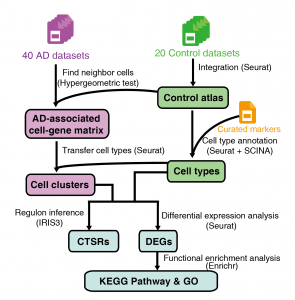 40 AD datasets
20 Control datasets
Find neighbor cells
(Hypergeometric test)
Integration (Seurat)
Control atlas
AD-associated
cell-gene matrix
Curated markers
Cell type annotation
(Seurat + SCINA)
Transfer cell types (Seurat)
Cell types
Cell clusters
Regulon inference
(IRIS3)
Differential expression analysis
(Seurat)
CTSRs
DEGs
Functional enrichment analysis
(Enrichr)
KEGG Pathway & GO